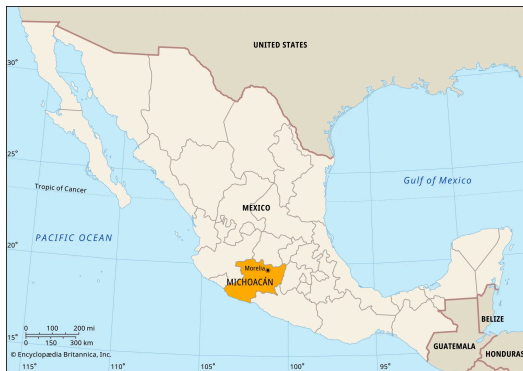 UNITED STATES
30°
25°
Gulf of Mexico
Tropic of Cancer
MEXICO
PACIFIC OCEAN
20°
Morelia
MICHOACÁN
BELIZE
0 100 200 mi
0 150 300 km
15°
GUATEMALA
HONDURAS
© Encyclopædia Britannica, Inc.
115° 110° 105° 100° 95°